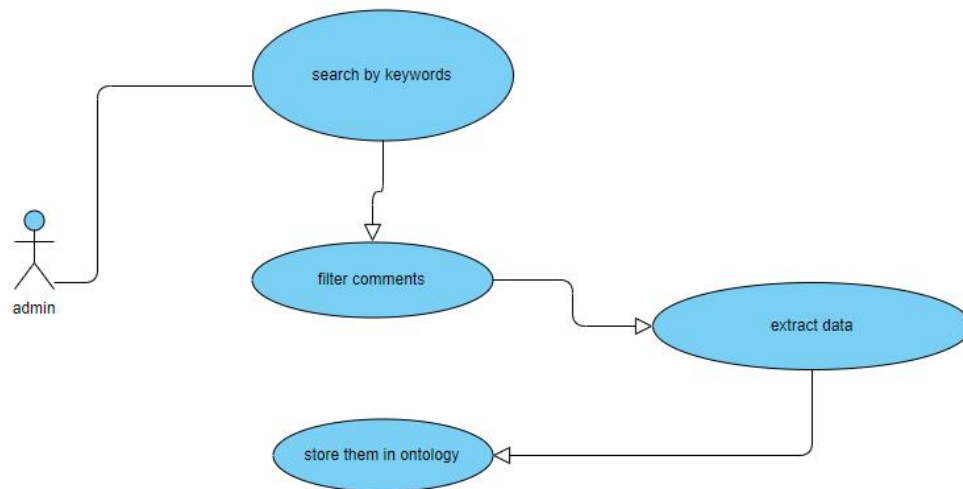 search by keywords
admin
filter comments
extract data
store them in ontology